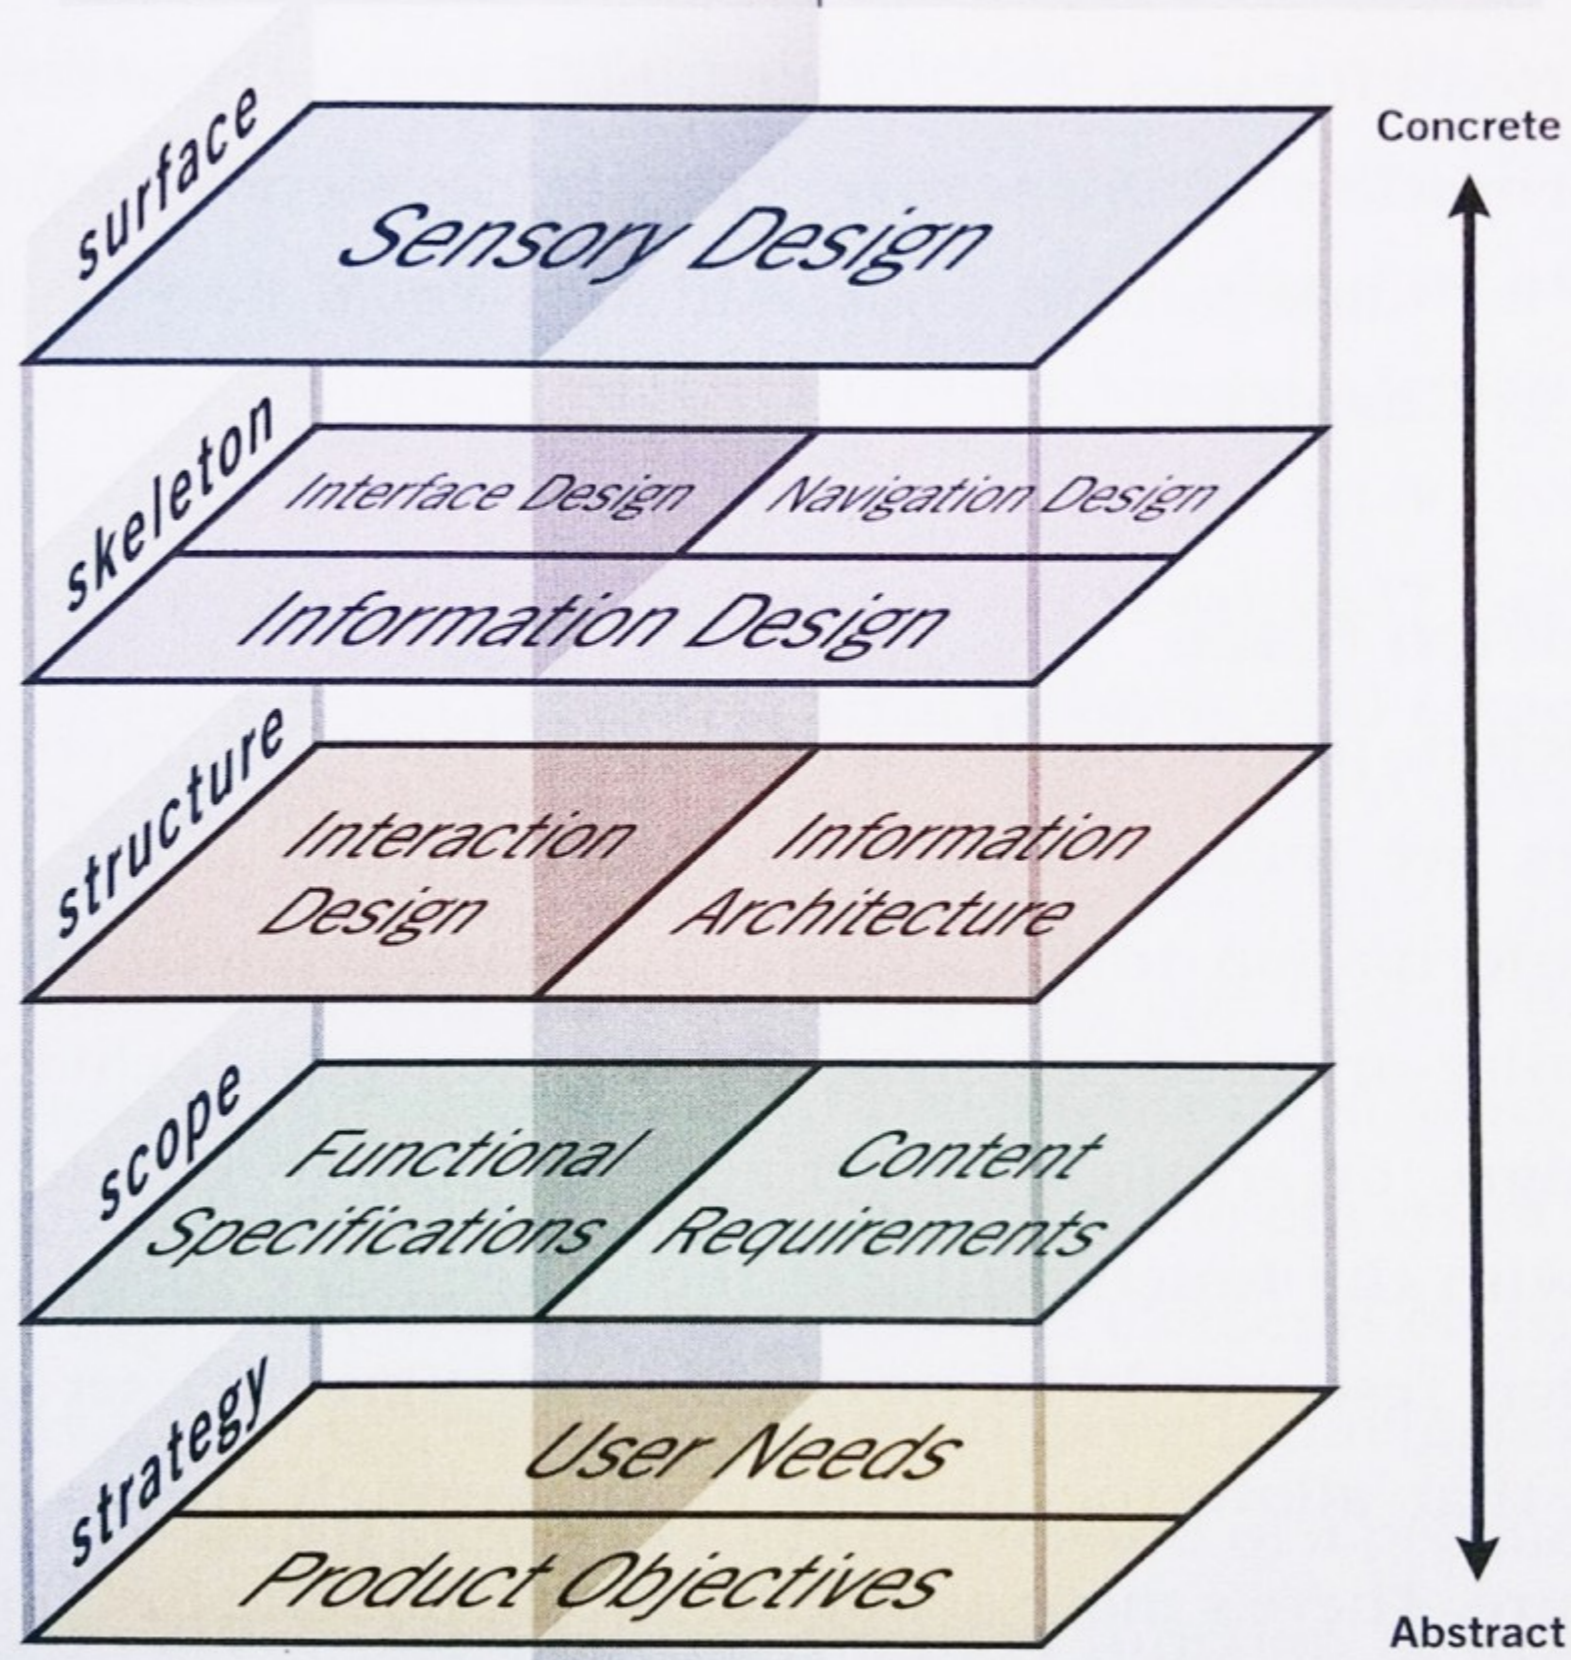 Concrete
surface
Sensory Design
skeleton
Interface Design
Navigation Design
Information Design
structure
Interaction
Design
Information
Architecture
scope
Functional
Specifications
Content
Requirements
strategy
User Needs
Product Objectives
Abstract